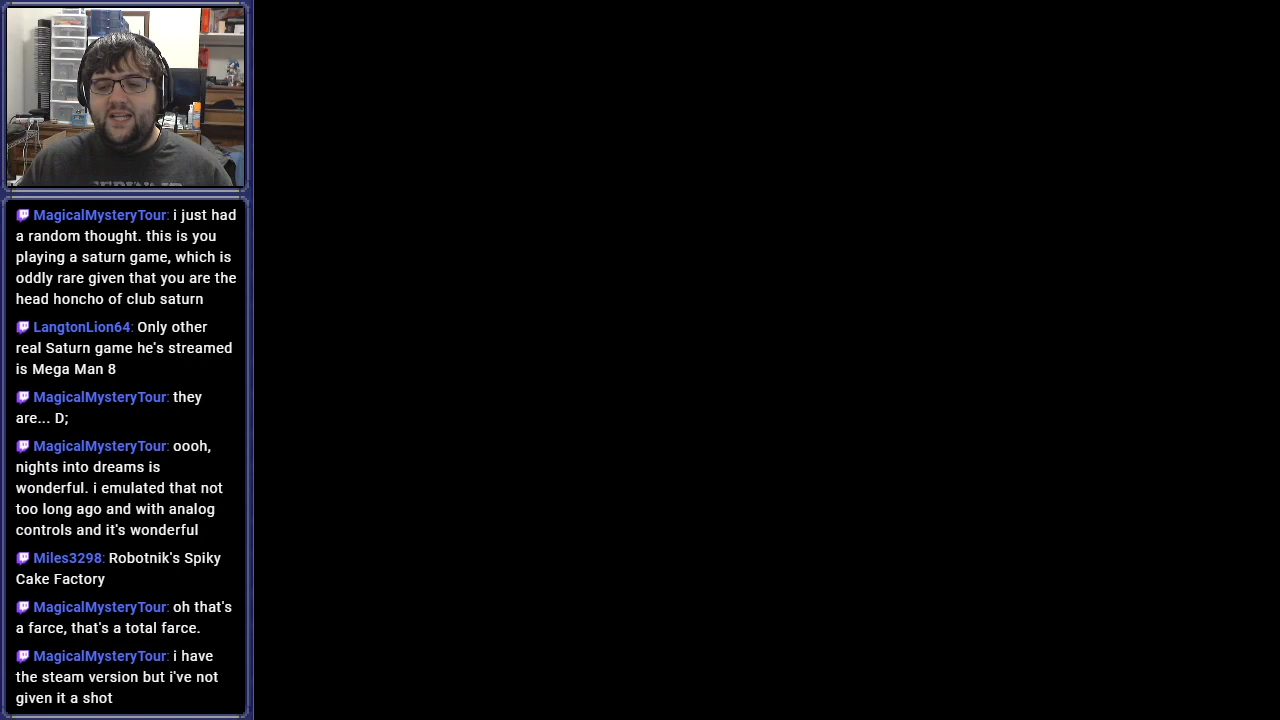 MagicalMysteryTour: i just had
a random thought. this is you
playing a saturn game, which is
oddly rare given that you are the
head honcho of club saturn
LangtonLion64: Only other
real Saturn game he's streamed
is Mega Man 8
MagicalMysteryTour: they
are... D;
MagicalMysteryTour: oooh,
nights into dreams is
wonderful. i emulated that not
too long ago and with analog
controls and it's wonderful
Miles3298: Robotnik's Spiky
Cake Factory
MagicalMysteryTour: oh that's
a farce, that's a total farce.
MagicalMysteryTour: i have
the steam version but i've not
given it a shot